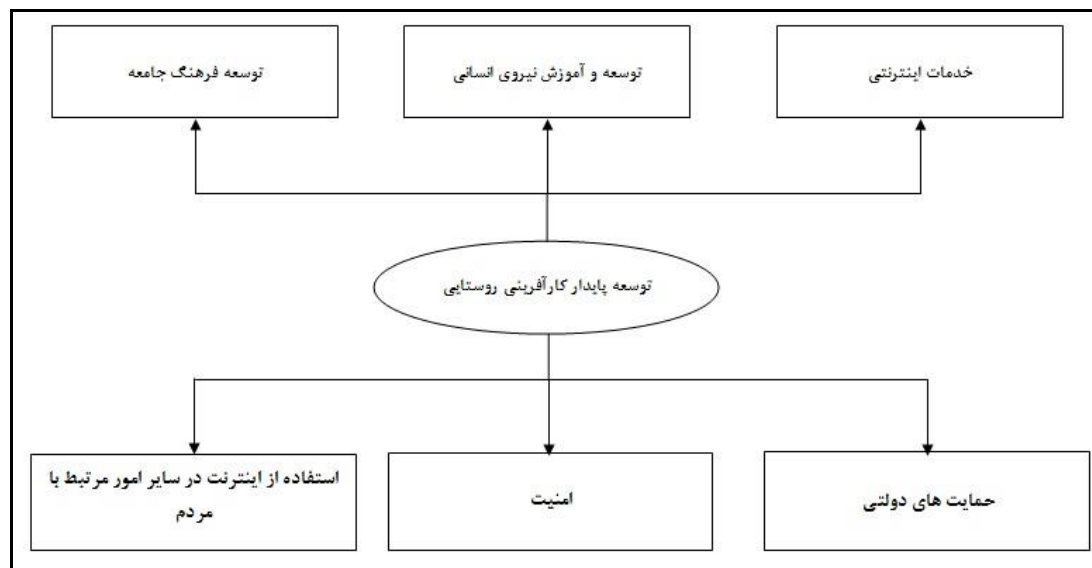 خدمات اینترنتی
توسعه و آموزش نیروی انسانی
توسعه فرهنگ جامعه
توسعه پایدار کارآفرینی روستایی
حمایت های دولتی
امنیت
استفاده از اینترنت در سایر امور مرتبط با
مردم